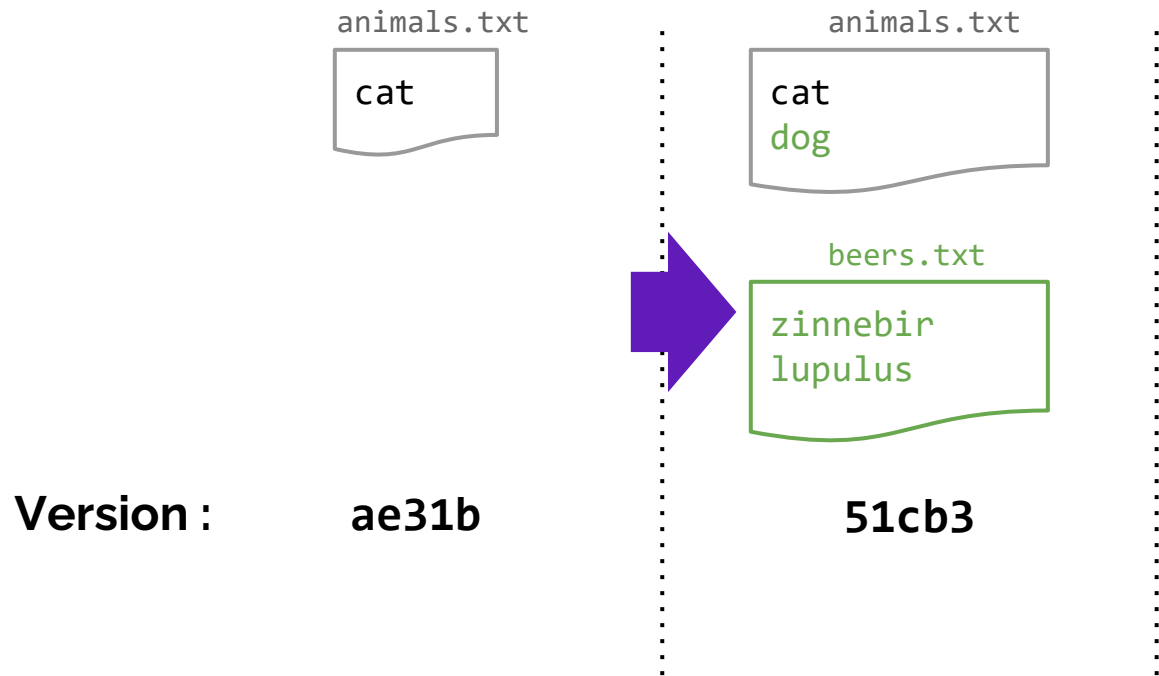 animals.txt
cat
animals.txt
cat
dog
beers.txt
zinnebir
lupulus
Version : ae31b 51cb3